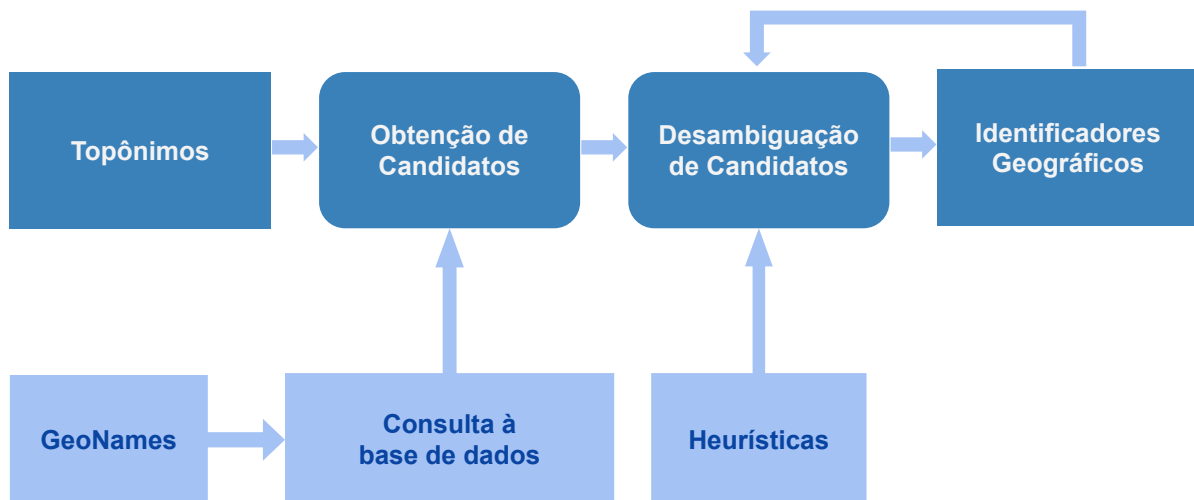 Topônimos
Obtenção de
Candidatos
Desambiguação
de Candidatos
Identificadores
Geográficos
GeoNames
Consulta à
base de dados
Heurísticas